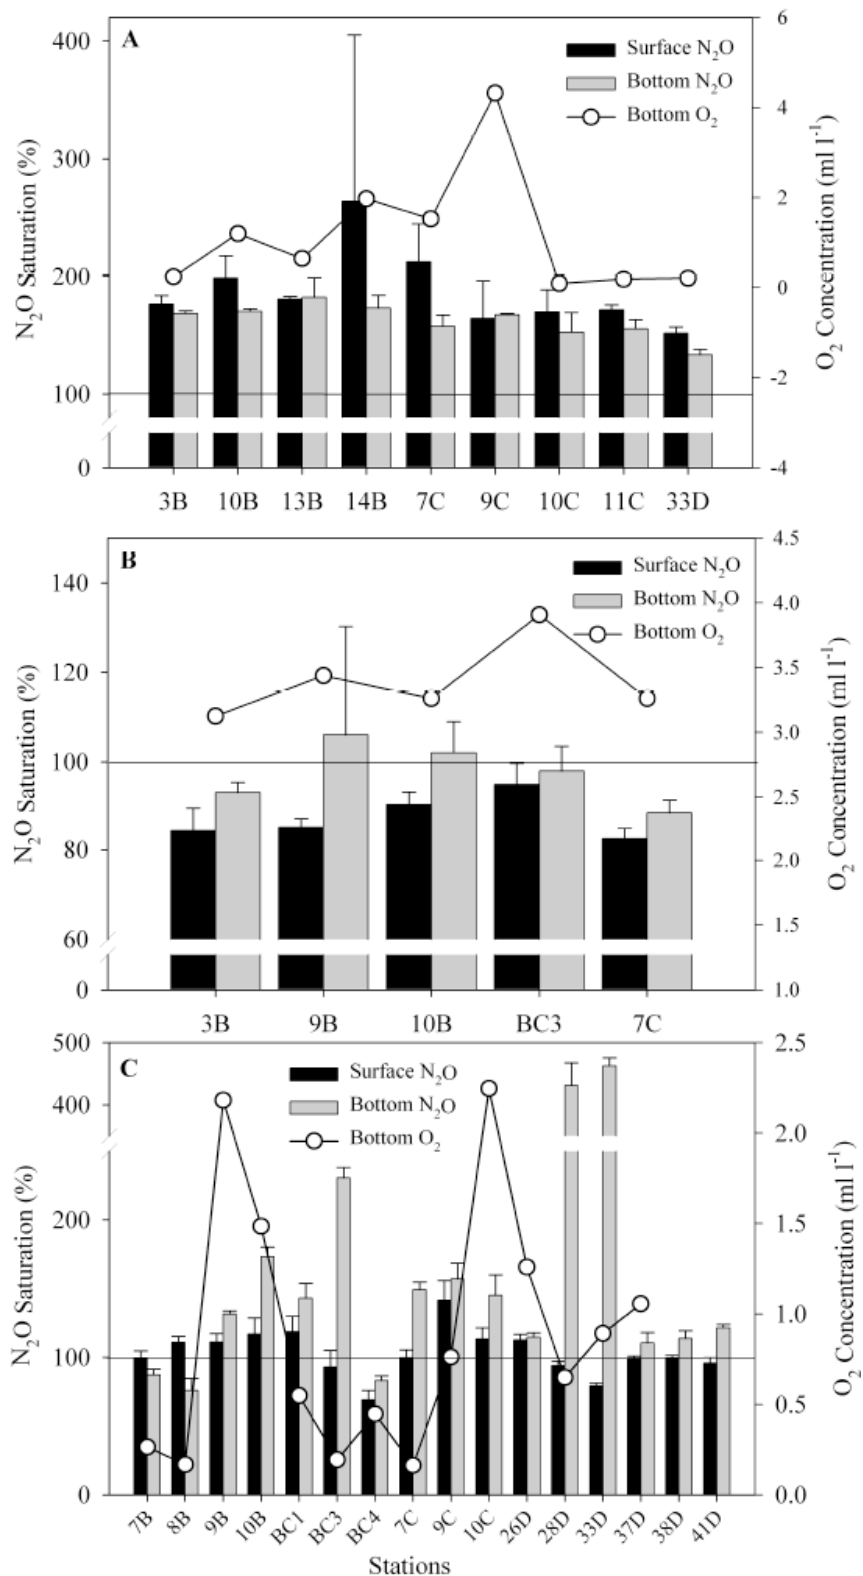 A
Surface N₂O
Bottom N₂O
Bottom O₂
N₂O Saturation (%)
400
300
200
100
0
O₂ Concentration (ml l⁻¹)
6
4
2
0
-2
-4
3B 10B 13B 14B 7C 9C 10C 11C 33D
B
Surface N₂O
Bottom N₂O
Bottom O₂
N₂O Saturation (%)
140
120
100
80
60
0
O₂ Concentration (ml l⁻¹)
4.5
4.0
3.5
3.0
2.5
2.0
1.5
1.0
3B 9B 10B BC3 7C
C
Surface N₂O
Bottom N₂O
Bottom O₂
N₂O Saturation (%)
500
400
200
100
0
O₂ Concentration (ml l⁻¹)
2.5
2.0
1.5
1.0
0.5
0.0
7B 8B 9B 10B BC1 BC3 BC4 7C 9C 10C 26D 28D 33D 37D 38D 41D
Stations